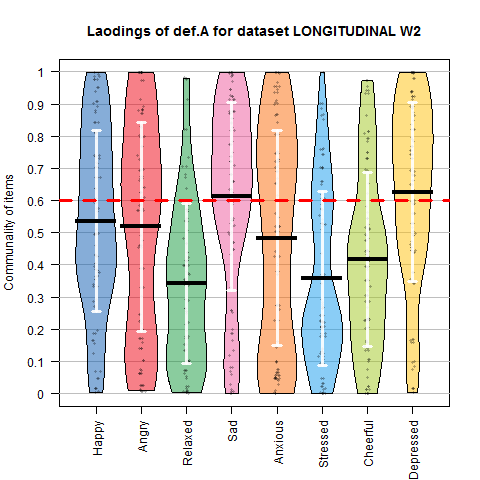 Laodings of def.A for dataset LONGITUDINAL W2
Communality of items
1
0.9
0.8
0.7
0.6
0.5
0.4
0.3
0.2
0.1
0
Happy
Angry
Relaxed
Sad
Anxious
Stressed
Cheerful
Depressed